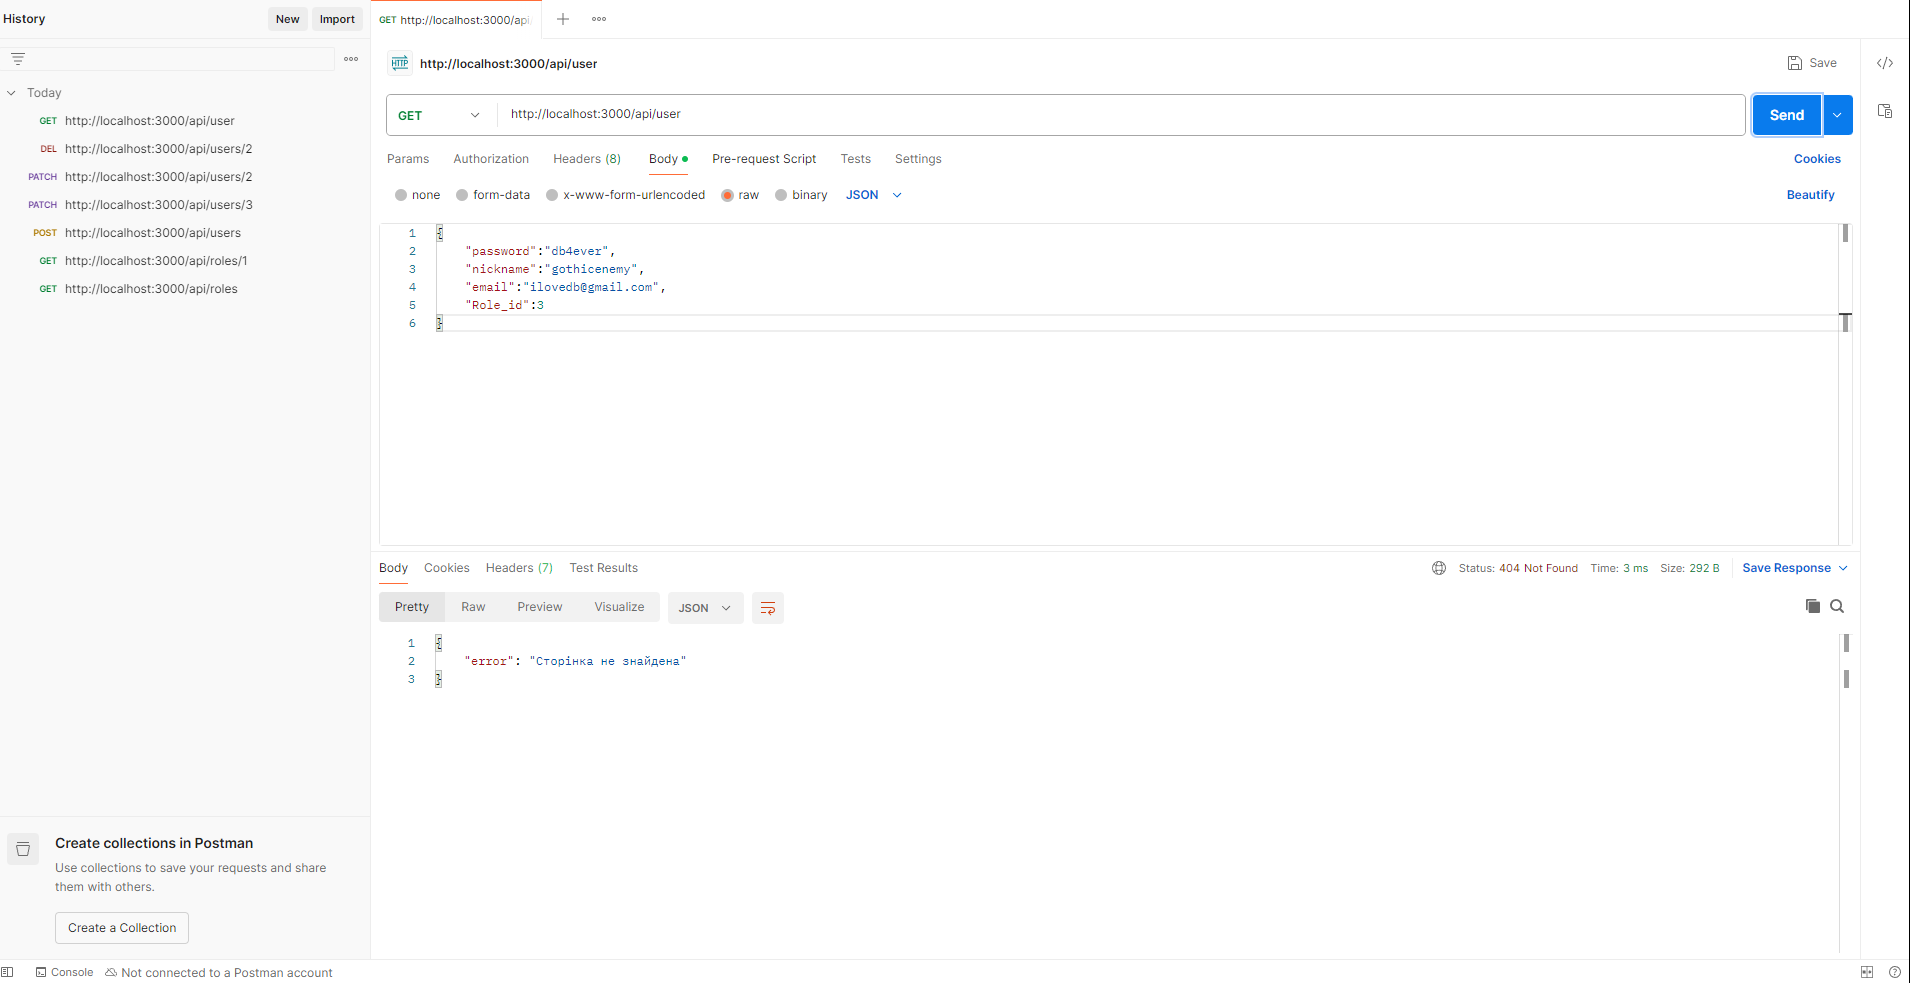 History
New
Import
GET http://localhost:3000/api
Today
GET http://localhost:3000/api/user
DEL http://localhost:3000/api/users/2
PATCH http://localhost:3000/api/users/2
PATCH http://localhost:3000/api/users/3
POST http://localhost:3000/api/users
GET http://localhost:3000/api/roles/1
GET http://localhost:3000/api/roles
Create collections in Postman
Use collections to save your requests and share
them with others.
Create a Collection
HTTP http://localhost:3000/api/user
Save
</>
GET http://localhost:3000/api/user
Send
Params Authorization Headers (8) Body Pre-request Script Tests Settings Cookies
none form-data x-www-form-urlencoded raw binary JSON Beautify
1 {
2 "password":"db4ever",
3 "nickname":"gothicenemy",
4 "email":"ilovedb@gmail.com",
5 "Role_id":3
6 }
Body Cookies Headers (7) Test Results Status: 404 Not Found Time: 3 ms Size: 292 B Save Response
Pretty Raw Preview Visualize JSON
1 {
2 "error": "Сторінка не знайдена"
3 }
Console Not connected to a Postman account